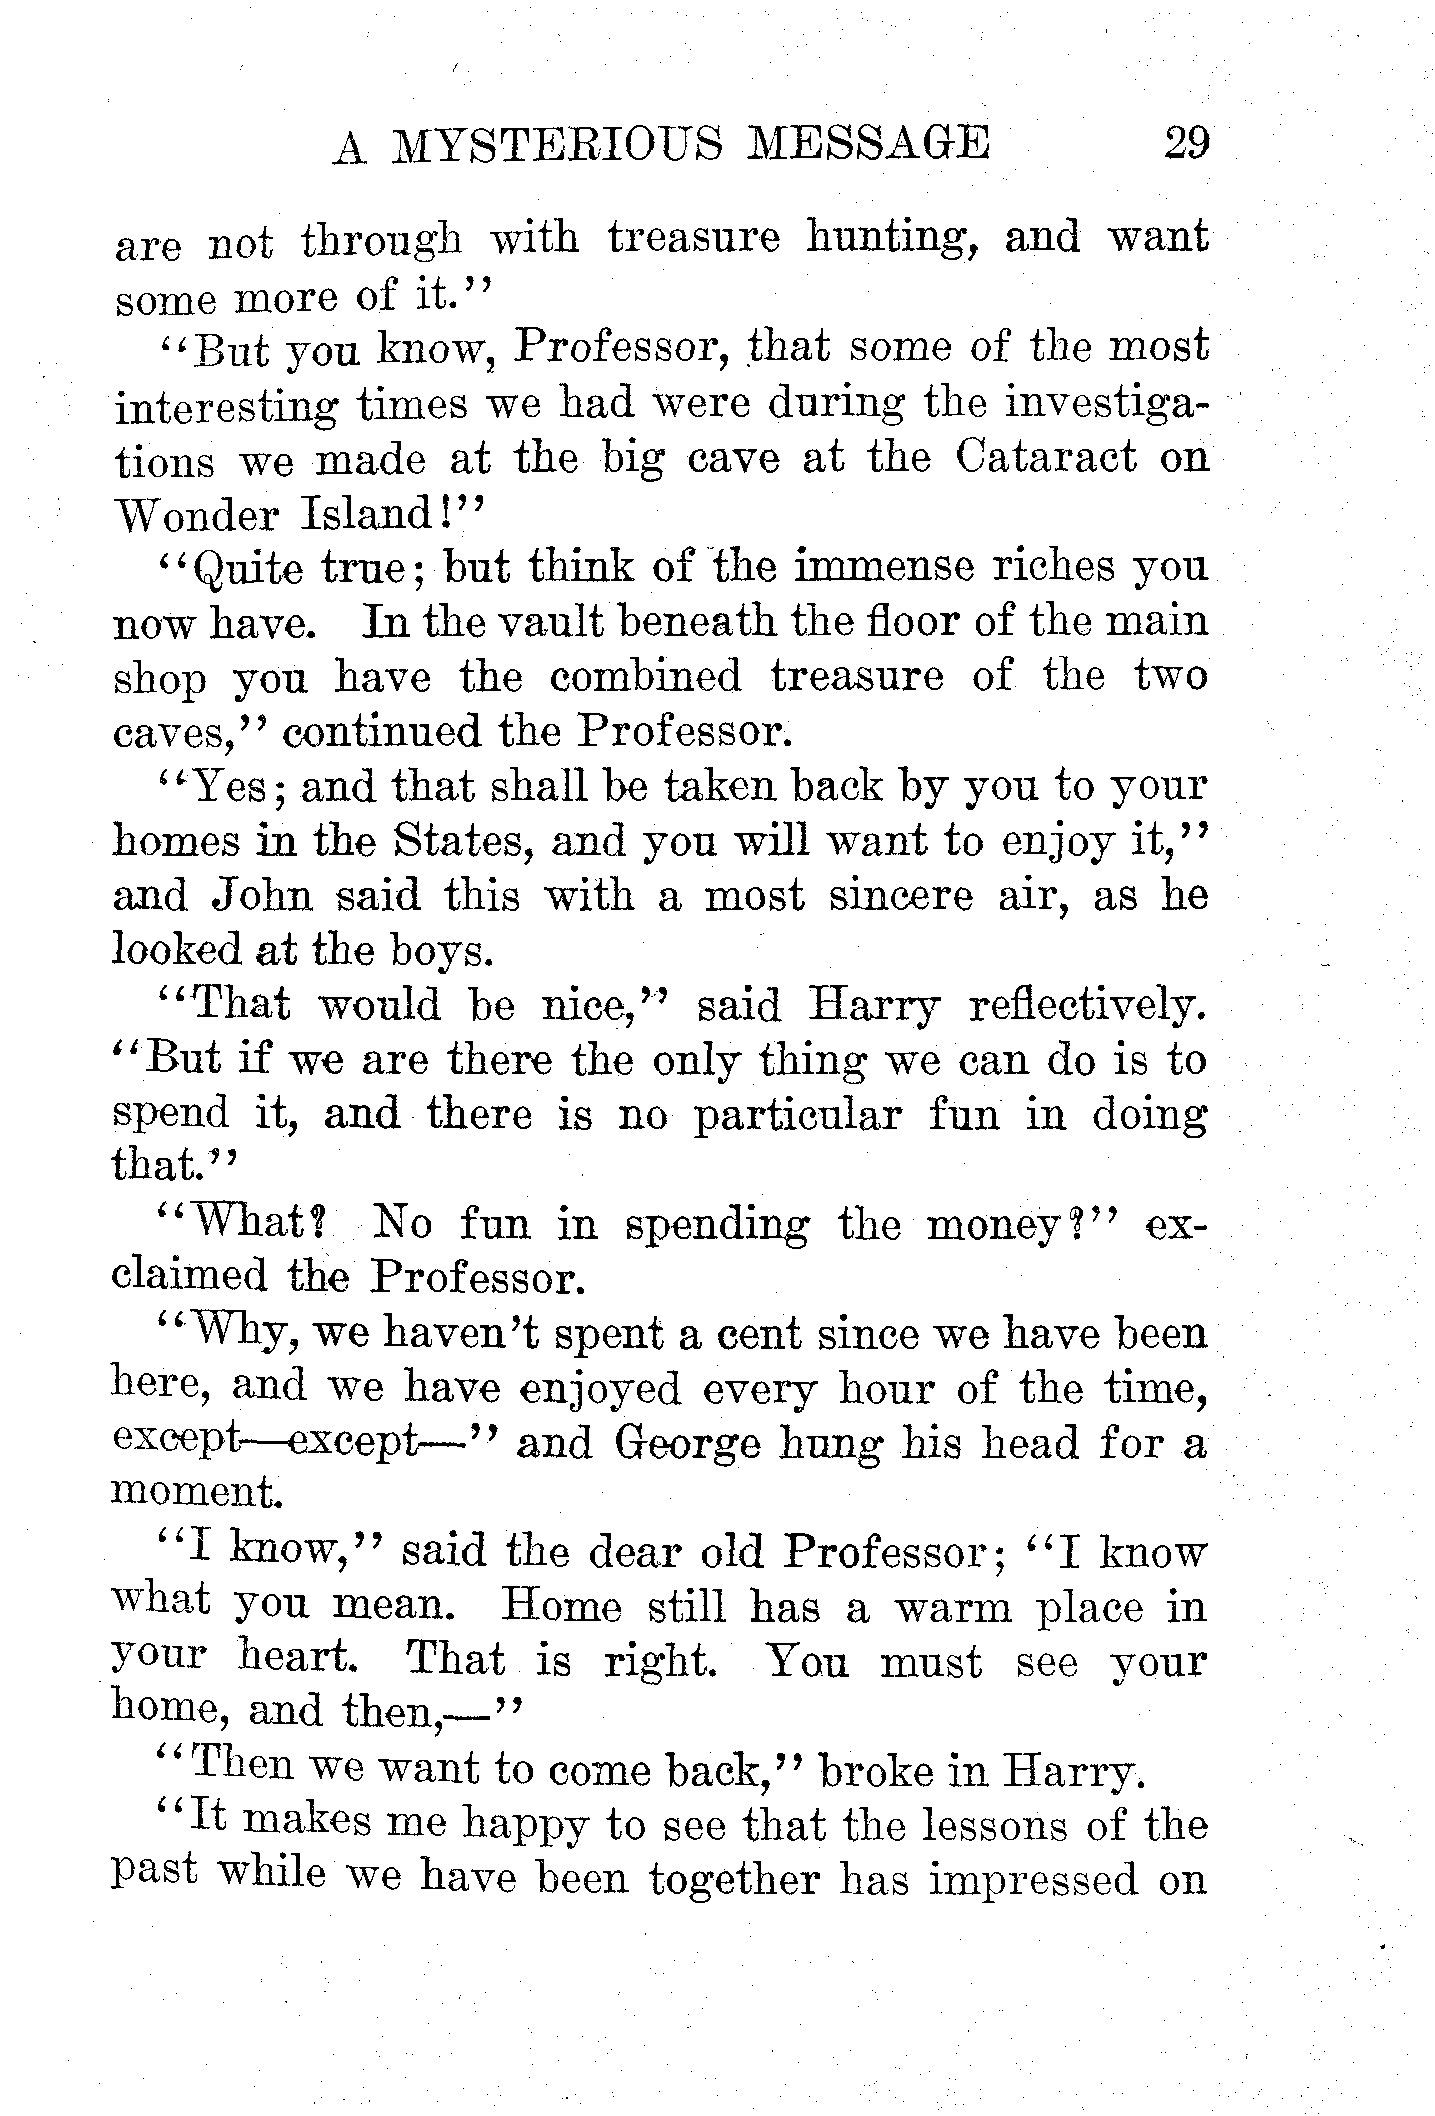 A MYSTERIOUS MESSAGE 29
are not through with treasure hunting, and want
some more of it."
"But you know, Professor, that some of the most
interesting times we had were during the investiga-
tions we made at the big cave at the Cataract on
Wonder Island!"
"Quite true; but think of the immense riches you
now have. In the vault beneath the floor of the main
shop you have the combined treasure of the two
caves," continued the Professor.
"Yes; and that shall be taken back by you to your
homes in the States, and you will want to enjoy it,"
and John said this with a most sincere air, as he
looked at the boys.
"That would be nice," said Harry reflectively.
"But if we are there the only thing we can do is to
spend it, and there is no particular fun in doing
that."
"What? No fun in spending the money?" ex-
claimed the Professor.
"Why, we haven't spent a cent since we have been
here, and we have enjoyed every hour of the time,
except—except—" and George hung his head for a
moment.
"I know," said the dear old Professor; "I know
what you mean. Home still has a warm place in
your heart. That is right. You must see your
home, and then,—"
"Then we want to come back," broke in Harry.
"It makes me happy to see that the lessons of the
past while we have been together has impressed on